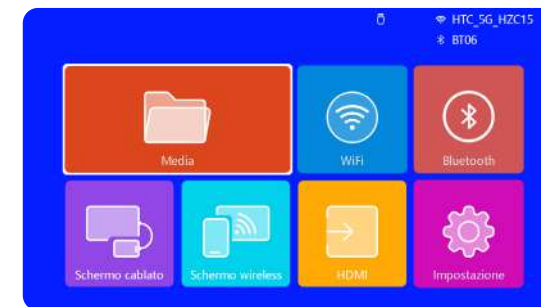 HTC_5G_HZC15
BT06
Media
WiFi
Bluetooth
Schermo cablato
Schermo wireless
HDMI
Impostazione